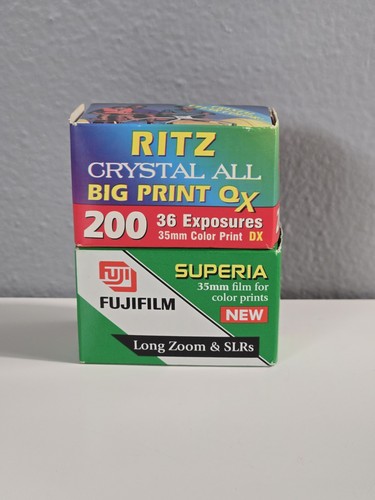 RITZ
CRYSTAL ALL
BIG PRINT QX
200 36 Exposures
35mm Color Print DX
FUJI
FUJIFILM
SUPERIA
35mm film for
color prints
NEW
Long Zoom & SLRs